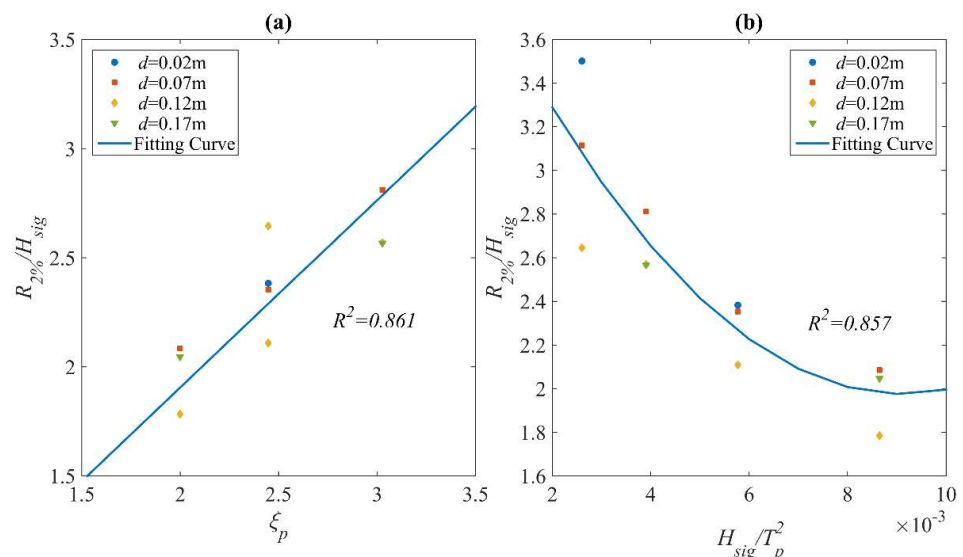 (a)
3.5
3
2.5
2
1.5
R2%/Hsig
d=0.02m
d=0.07m
d=0.12m
d=0.17m
Fitting Curve
R²=0.861
1.5 2 2.5 3 3.5
ξp
(b)
3.6
3.4
3.2
3
2.8
2.6
2.4
2.2
2
1.8
1.6
R2%/Hsig
d=0.02m
d=0.07m
d=0.12m
d=0.17m
Fitting Curve
R²=0.857
2 4 6 8 10
×10⁻³
Hsig/Tp²